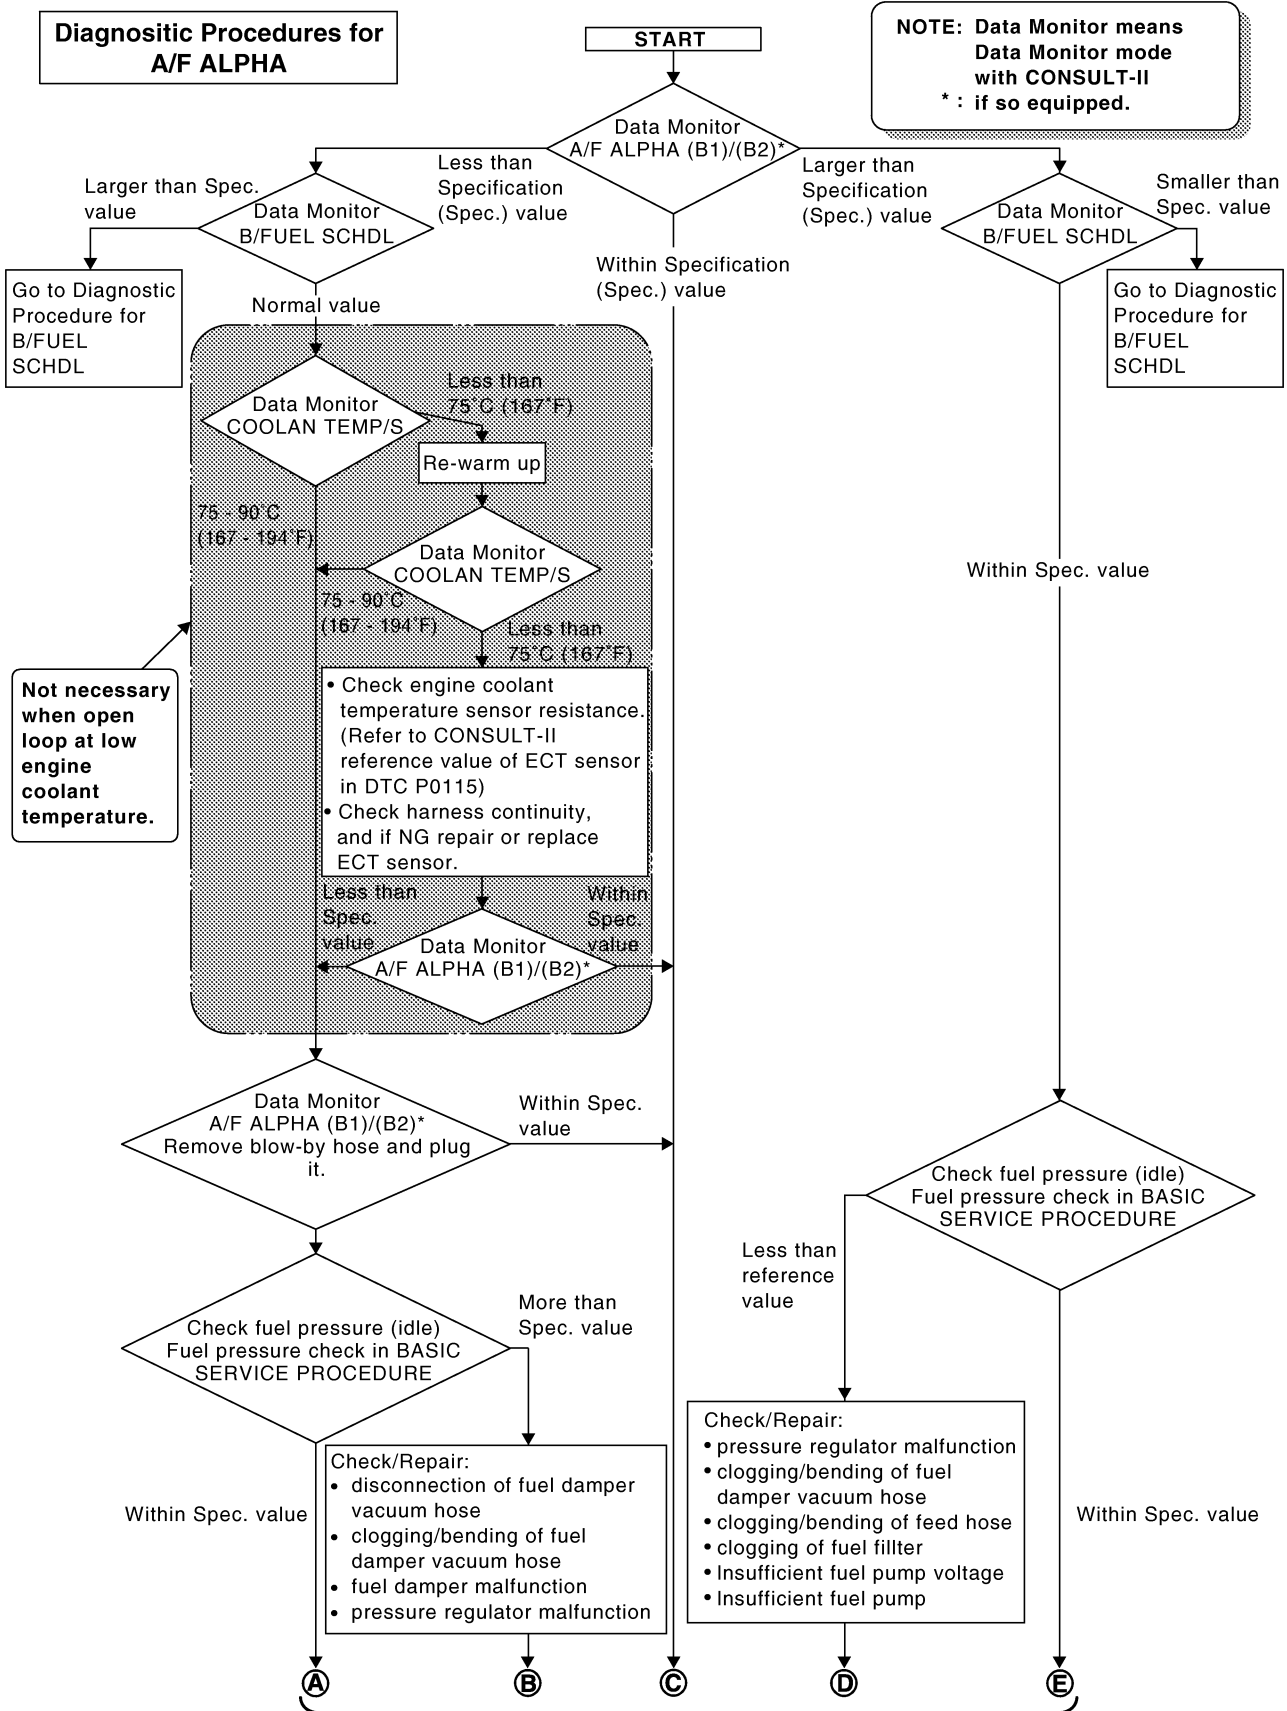 Diagnositic Procedures for
A/F ALPHA
START
NOTE: Data Monitor means
Data Monitor mode
with CONSULT-II
* : if so equipped.
Data Monitor
A/F ALPHA (B1)/(B2)*
Less than
Specification
(Spec.) value
Larger than
Specification
(Spec.) value
Within Specification
(Spec.) value
Larger than Spec.
value
Data Monitor
B/FUEL SCHDL
Data Monitor
B/FUEL SCHDL
Smaller than
Spec. value
Go to Diagnostic
Procedure for
B/FUEL
SCHDL
Normal value
Go to Diagnostic
Procedure for
B/FUEL
SCHDL
Data Monitor
COOLAN TEMP/S
Less than
75˚C (167˚F)
Re-warm up
75 - 90˚C
(167 - 194˚F)
Data Monitor
COOLAN TEMP/S
75 - 90˚C
(167 - 194˚F)
Less than
75˚C (167˚F)
Within Spec. value
Not necessary
when open
loop at low
engine
coolant
temperature.
• Check engine coolant
temperature sensor resistance.
(Refer to CONSULT-II
reference value of ECT sensor
in DTC P0115)
• Check harness continuity,
and if NG repair or replace
ECT sensor.
Less than
Spec.
value
Within
Spec.
value
Data Monitor
A/F ALPHA (B1)/(B2)*
Data Monitor
A/F ALPHA (B1)/(B2)*
Remove blow-by hose and plug
it.
Within Spec.
value
Check fuel pressure (idle)
Fuel pressure check in BASIC
SERVICE PROCEDURE
Less than
reference
value
Check fuel pressure (idle)
Fuel pressure check in BASIC
SERVICE PROCEDURE
More than
Spec. value
Within Spec. value
Check/Repair:
• disconnection of fuel damper
vacuum hose
• clogging/bending of fuel
damper vacuum hose
• fuel damper malfunction
• pressure regulator malfunction
Check/Repair:
• pressure regulator malfunction
• clogging/bending of fuel
damper vacuum hose
• clogging/bending of feed hose
• clogging of fuel fillter
• Insufficient fuel pump voltage
• Insufficient fuel pump
Within Spec. value
A
B
C
D
E